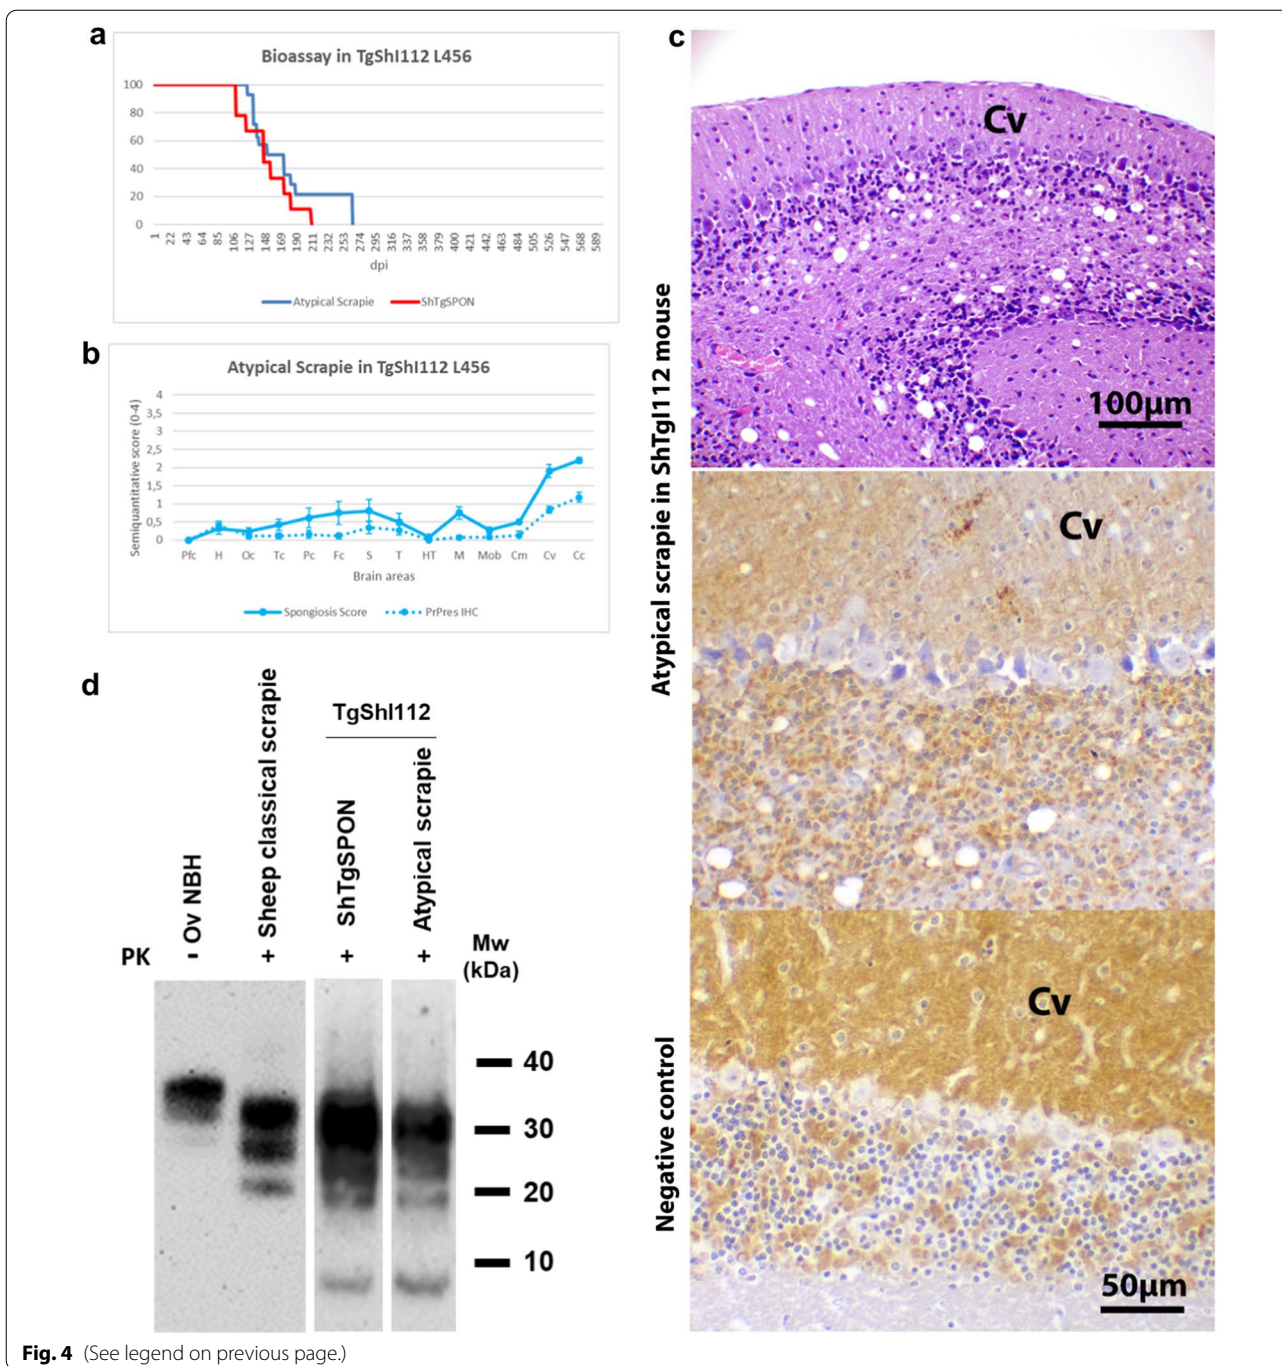 a
Bioassay in TgShI112 L456
100
80
60
40
20
0
1 22 43 64 85 106 127 148 169 190 211 232 253 274 295 316 337 358 379 400 421 442 463 484 505 526 547 568 589
dpi
Atypical Scrapie ShTgSPON
b
Atypical Scrapie in TgShI112 L456
Semiquantitative score (0-4)
4
3,5
3
2,5
2
1,5
1
0,5
0
Pfc H Oc Tc Pc Fc S T HT M Mob Cm Cv Cc
Brain areas
Spongiosis Score PrPres IHC
c
Atypical scrapie in ShTgI112 mouse
Cv
100µm
Cv
Negative control
Cv
50µm
d
TgShI112
Ov NBH
Sheep classical scrapie
ShTgSPON
Atypical scrapie
PK - + + + Mw
(kDa)
40
30
20
10
Fig. 4 (See legend on previous page.)